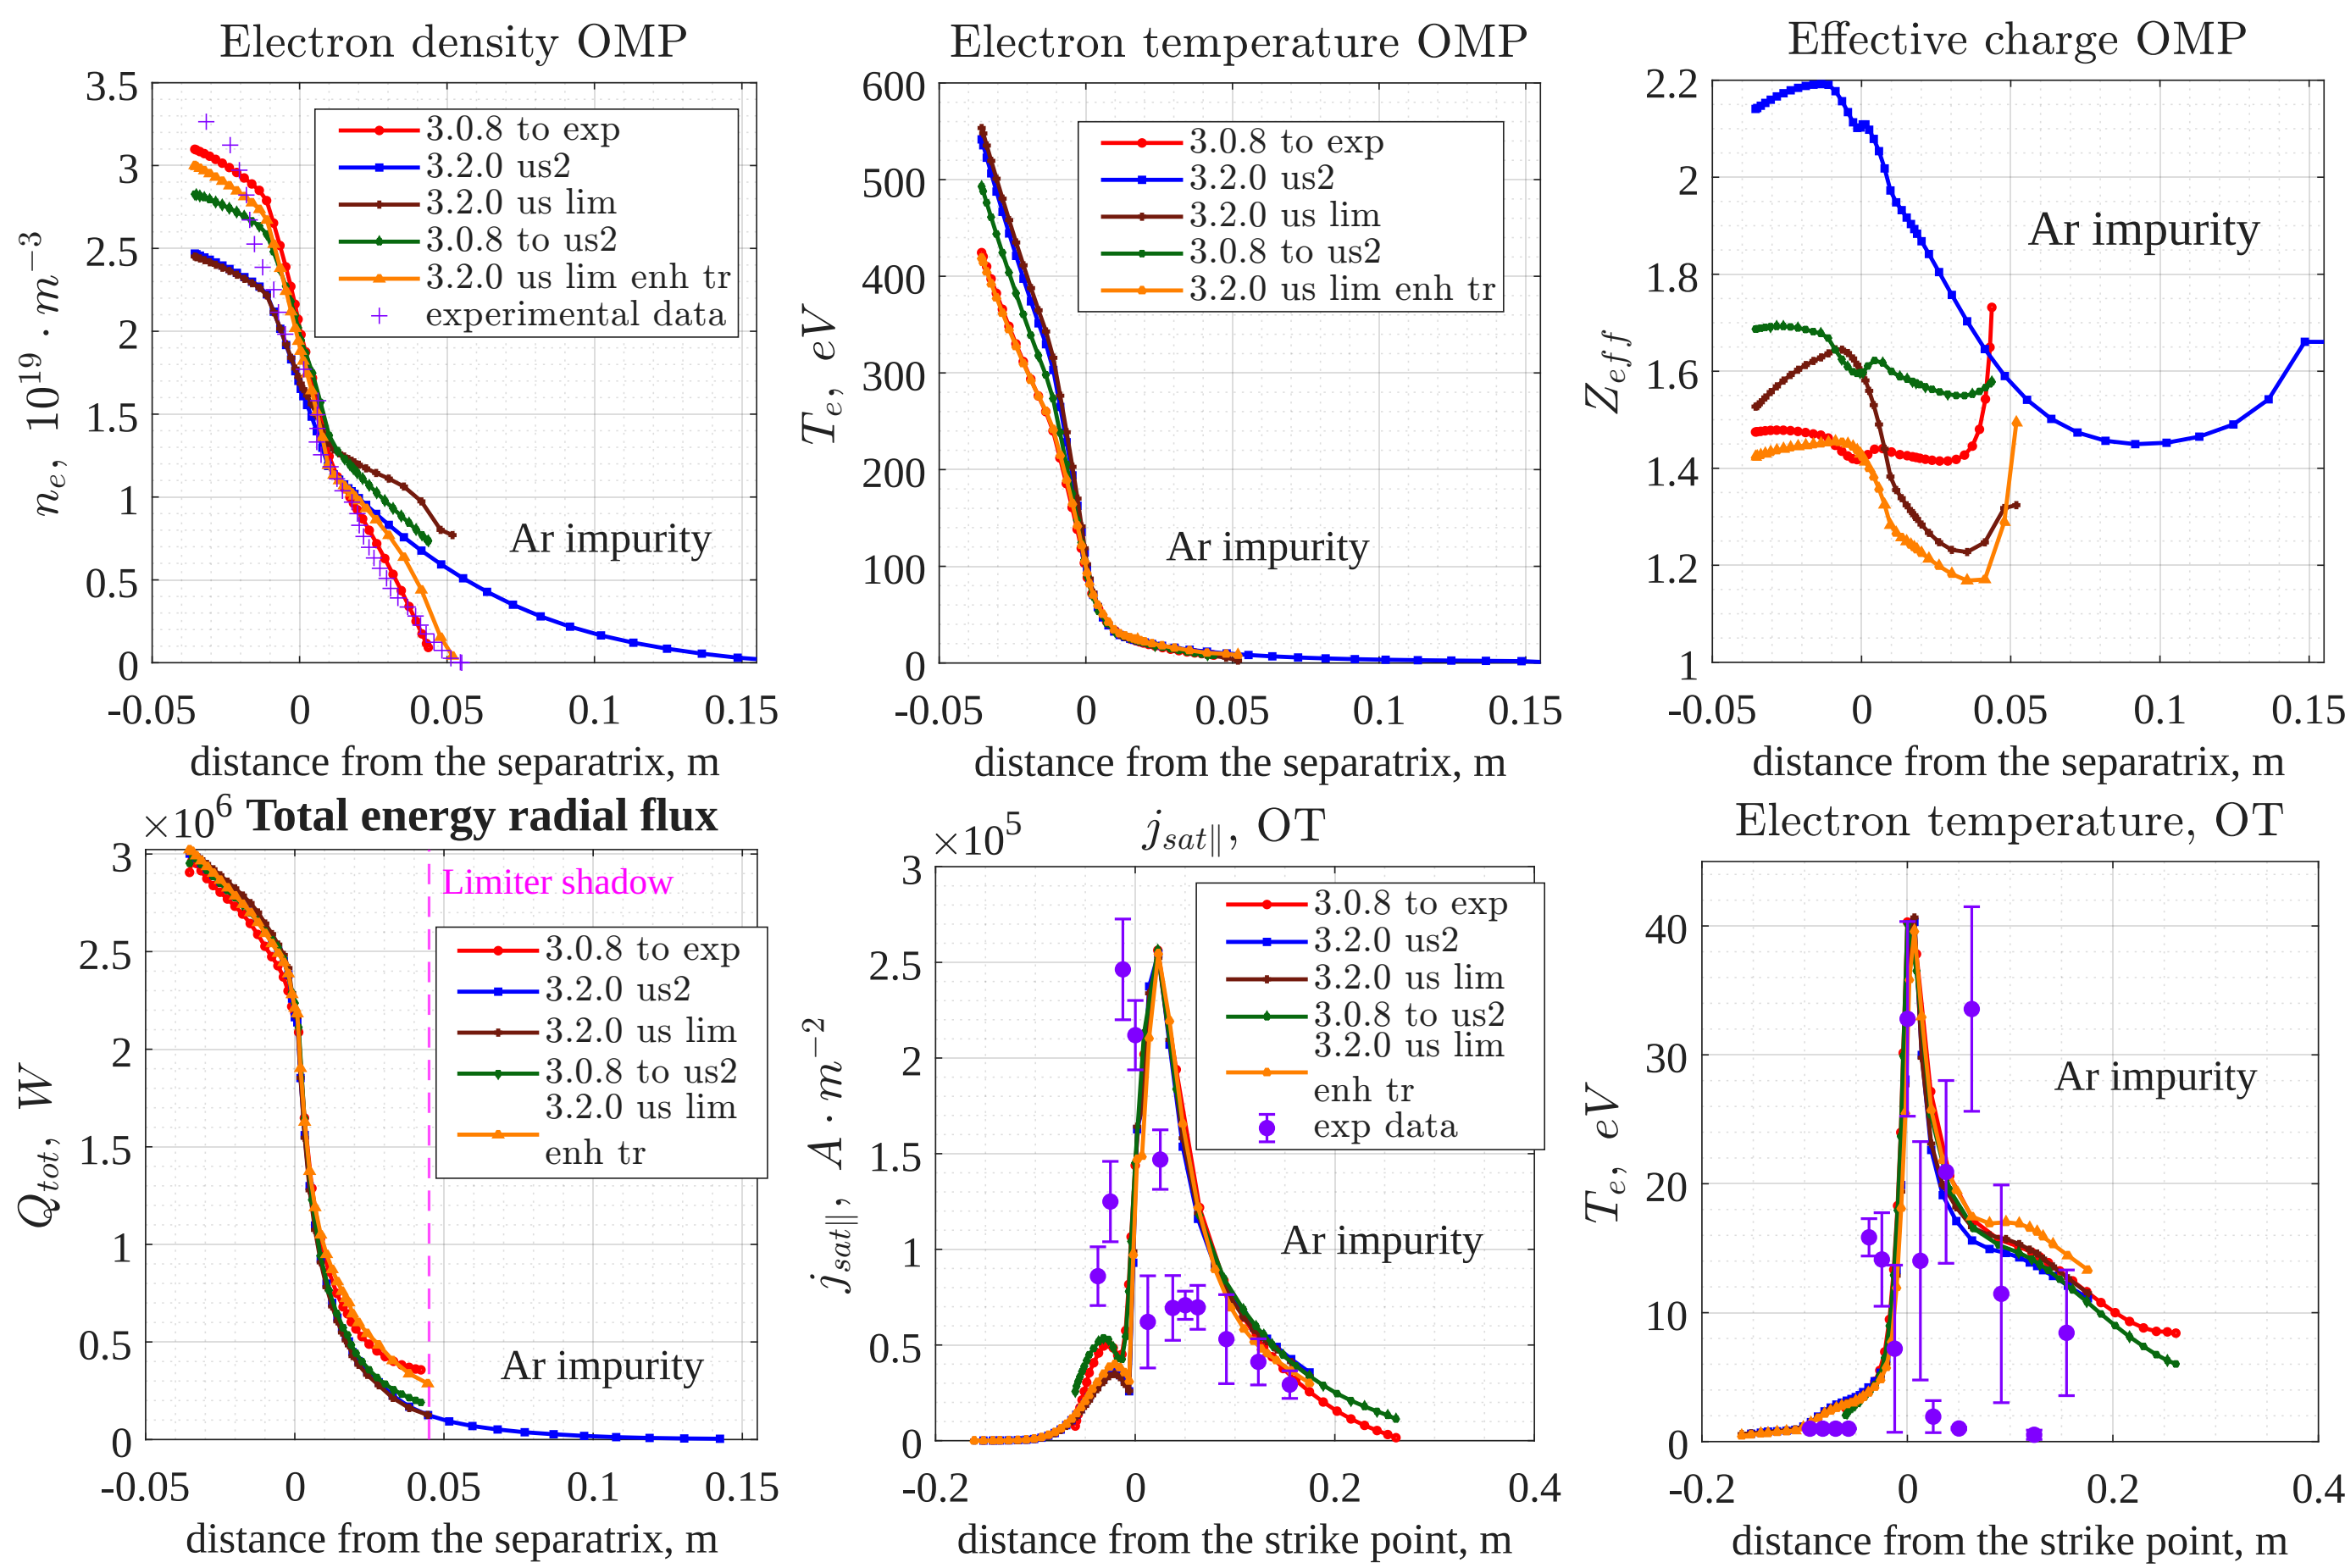 Electron density OMP
3.5
3
2.5
2
1.5
1
0.5
0
-0.05
0
0.05
0.1
0.15
n_e, 10^19 · m^−3
distance from the separatrix, m
3.0.8 to exp
3.2.0 us2
3.2.0 us lim
3.0.8 to us2
3.2.0 us lim enh tr
experimental data
Ar impurity
Electron temperature OMP
600
500
400
300
200
100
0
-0.05
0
0.05
0.1
0.15
T_e, eV
distance from the separatrix, m
3.0.8 to exp
3.2.0 us2
3.2.0 us lim
3.0.8 to us2
3.2.0 us lim enh tr
Ar impurity
Effective charge OMP
2.2
2
1.8
1.6
1.4
1.2
1
-0.05
0
0.05
0.1
0.15
Z_eff
distance from the separatrix, m
Ar impurity
×10^6 Total energy radial flux
3
2.5
2
1.5
1
0.5
0
-0.05
0
0.05
0.1
0.15
Q_tot, W
distance from the separatrix, m
Limiter shadow
3.0.8 to exp
3.2.0 us2
3.2.0 us lim
3.0.8 to us2
3.2.0 us lim
enh tr
Ar impurity
×10^5
j_sat∥, OT
3
2.5
2
1.5
1
0.5
0
-0.2
0
0.2
0.4
j_sat∥, A · m^−2
distance from the strike point, m
3.0.8 to exp
3.2.0 us2
3.2.0 us lim
3.0.8 to us2
3.2.0 us lim
enh tr
exp data
Ar impurity
Electron temperature, OT
40
30
20
10
0
-0.2
0
0.2
0.4
T_e, eV
distance from the strike point, m
Ar impurity